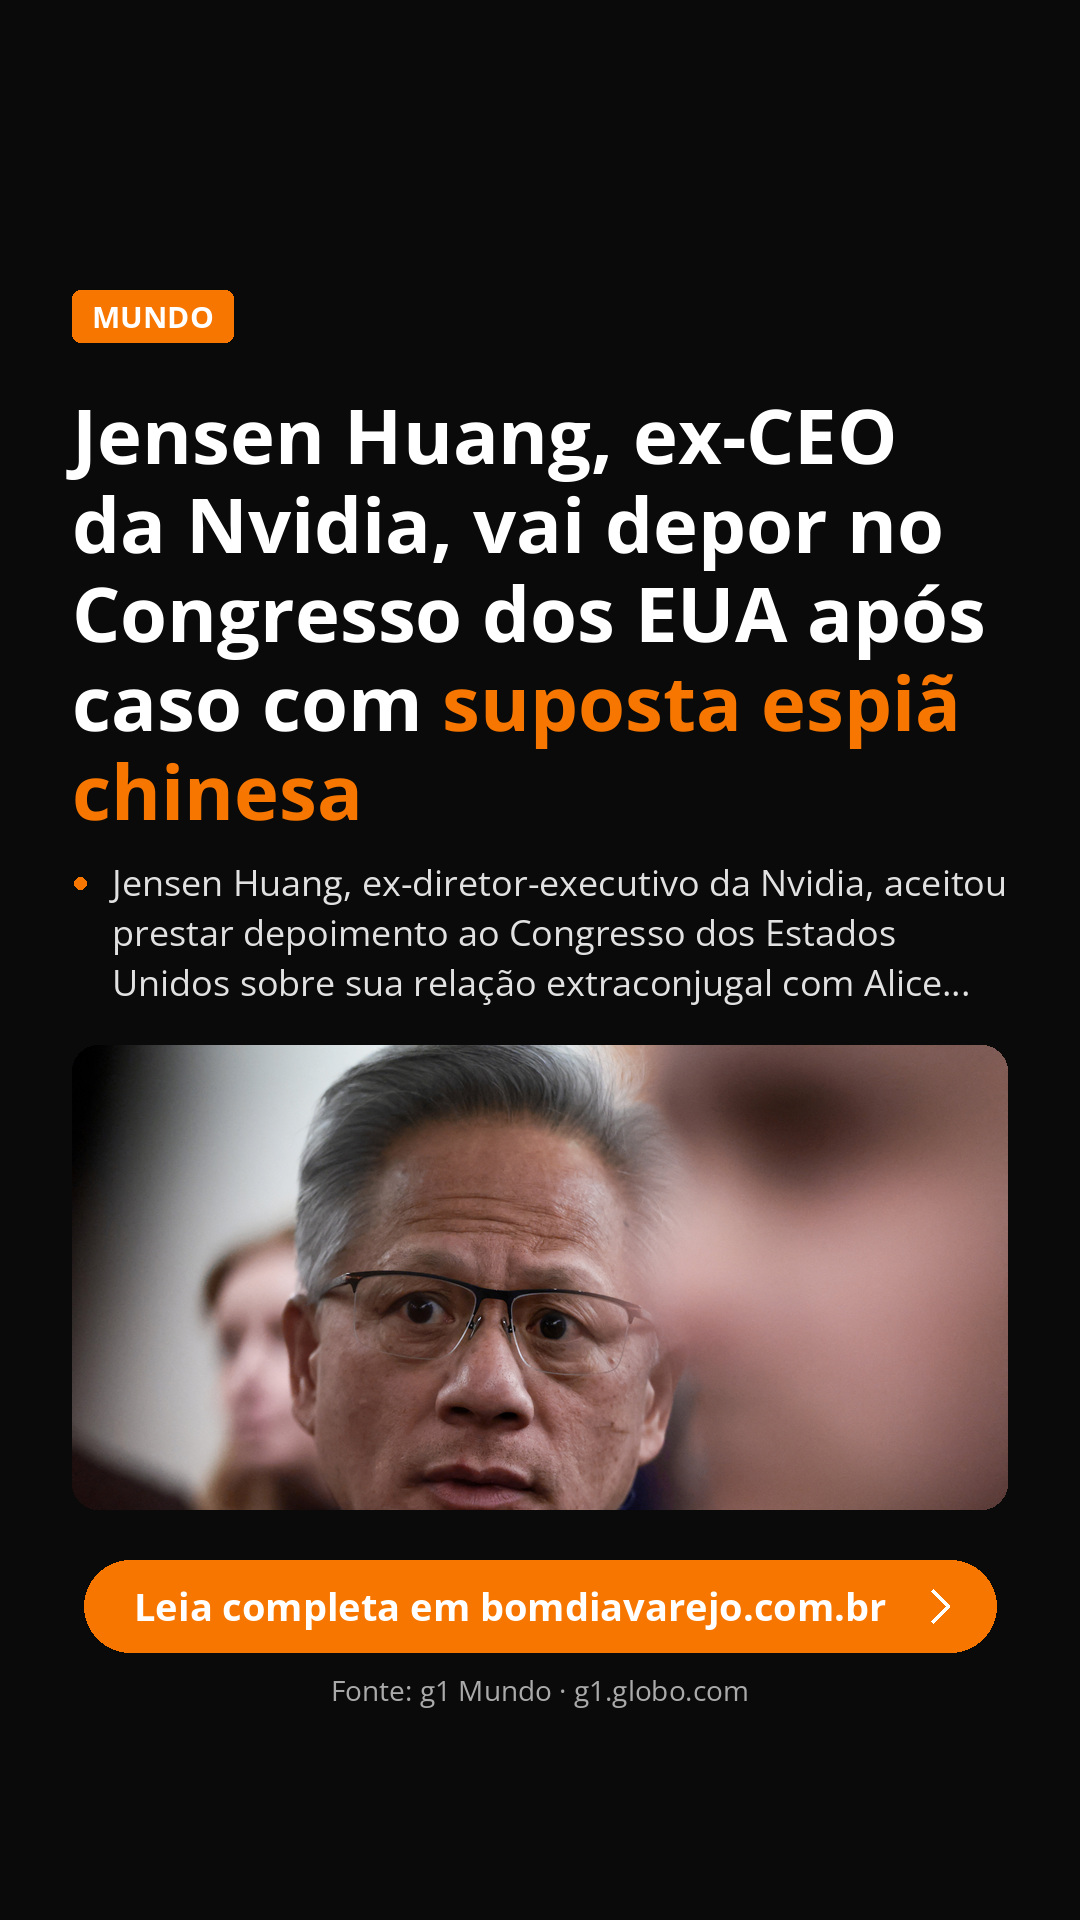 MUNDO
Jensen Huang, ex-CEO
da Nvidia, vai depor no
Congresso dos EUA após
caso com suposta espiã
chinesa
Jensen Huang, ex-diretor-executivo da Nvidia, aceitou
prestar depoimento ao Congresso dos Estados
Unidos sobre sua relação extraconjugal com Alice...
Leia completa em bomdiavarejo.com.br
Fonte: g1 Mundo · g1.globo.com